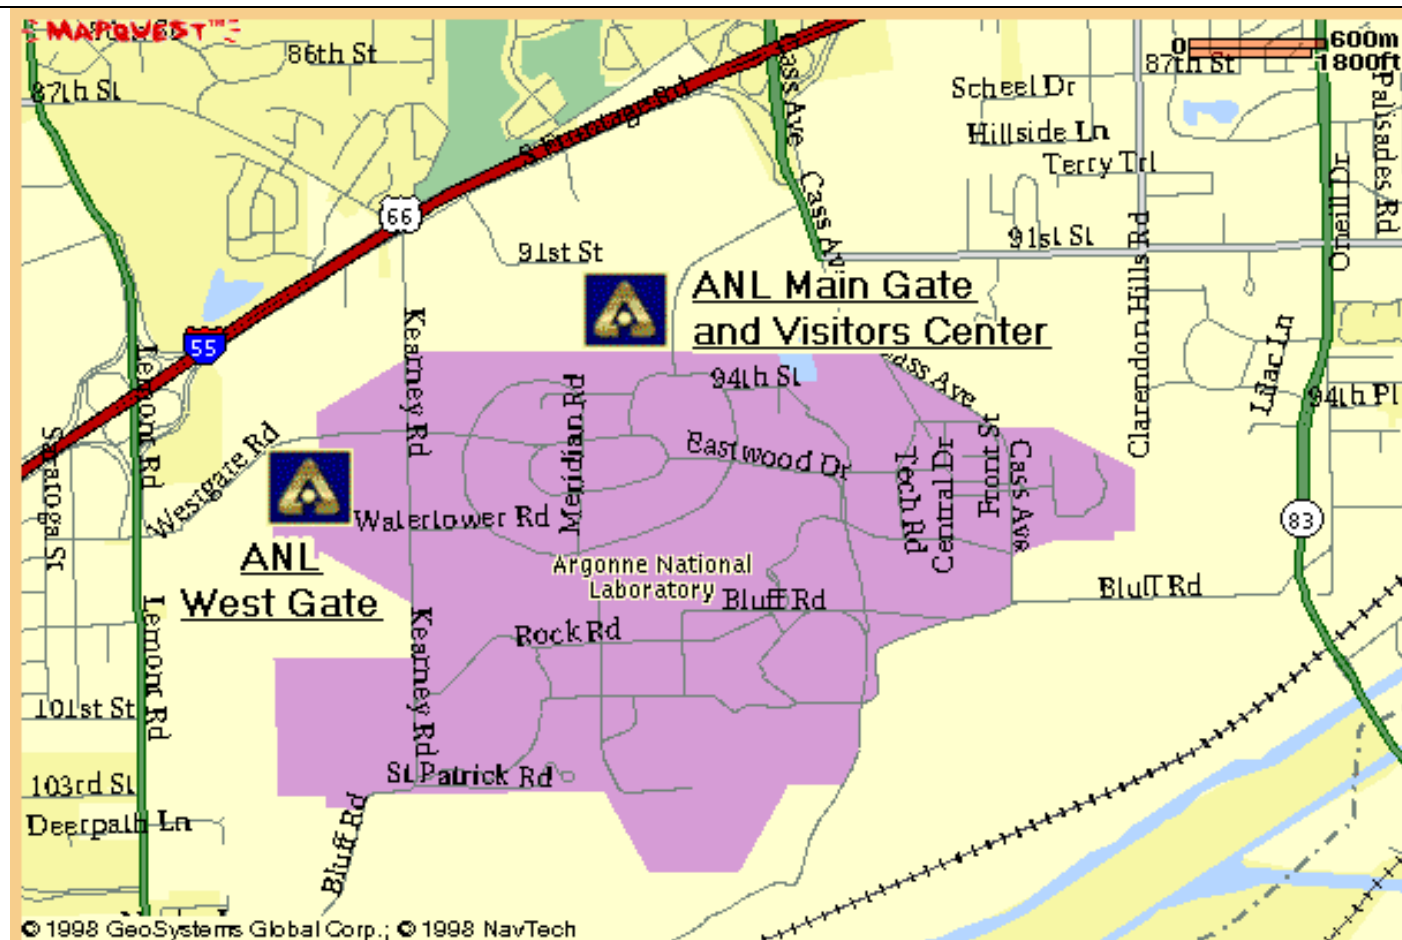 MAPQUEST™
86th St
87th St
Cass Ave
0 600m
1800ft
87th St
Palisades Rd
Scheel Dr
Hillside Ln
Terry Trl
Cass Av
66
91st St
91st St
Clarendon Hills Rd
Oneill Dr
ANL Main Gate
and Visitors Center
55
Kearney Rd
Lemont Rd
94th St
Cass Ave
Lilac Ln
94th Pl
Saratoga St
Westgate Rd
Meridian Rd
Eastwood Dr
Tech Rd
Central Dr
Front St
Cass Ave
83
Watertower Rd
ANL
West Gate
Argonne National
Laboratory
Bluff Rd
Bluff Rd
Lemont Rd
Kearney Rd
Rock Rd
101st St
103rd St
St Patrick Rd
Deerpath Ln
Bluff Rd
© 1998 GeoSystems Global Corp.; © 1998 NavTech